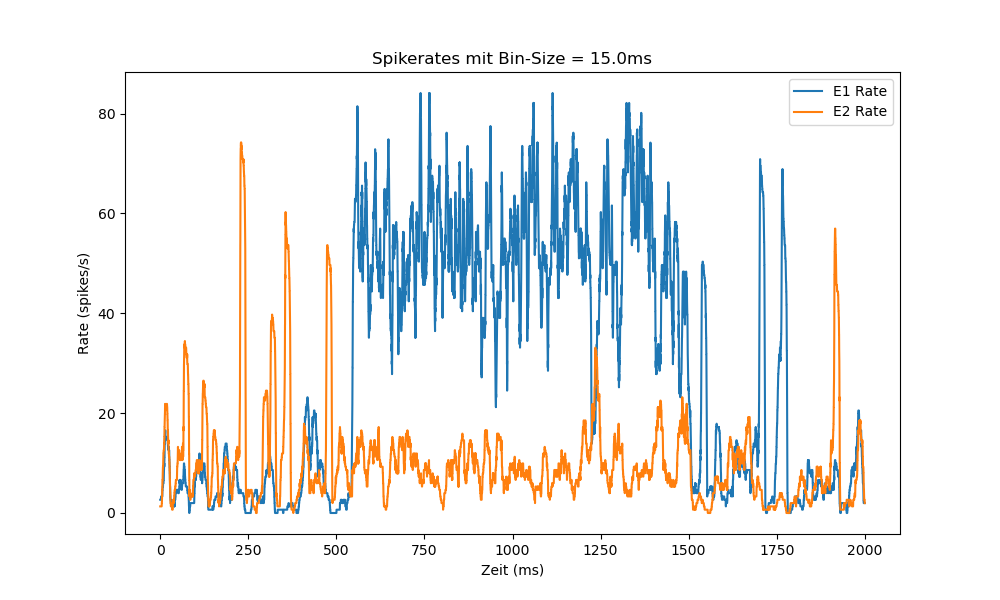 Spikerates mit Bin-Size = 15.0ms
E1 Rate
E2 Rate
80
60
40
20
0
Rate (spikes/s)
0 250 500 750 1000 1250 1500 1750 2000
Zeit (ms)